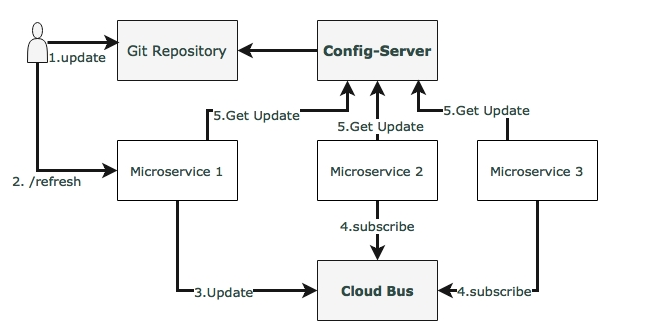 Git Repository
Config-Server
1.update
5.Get Update
5.Get Update
5.Get Update
Microservice 1
Microservice 2
Microservice 3
2. /refresh
4.subscribe
3.Update
Cloud Bus
4.subscribe